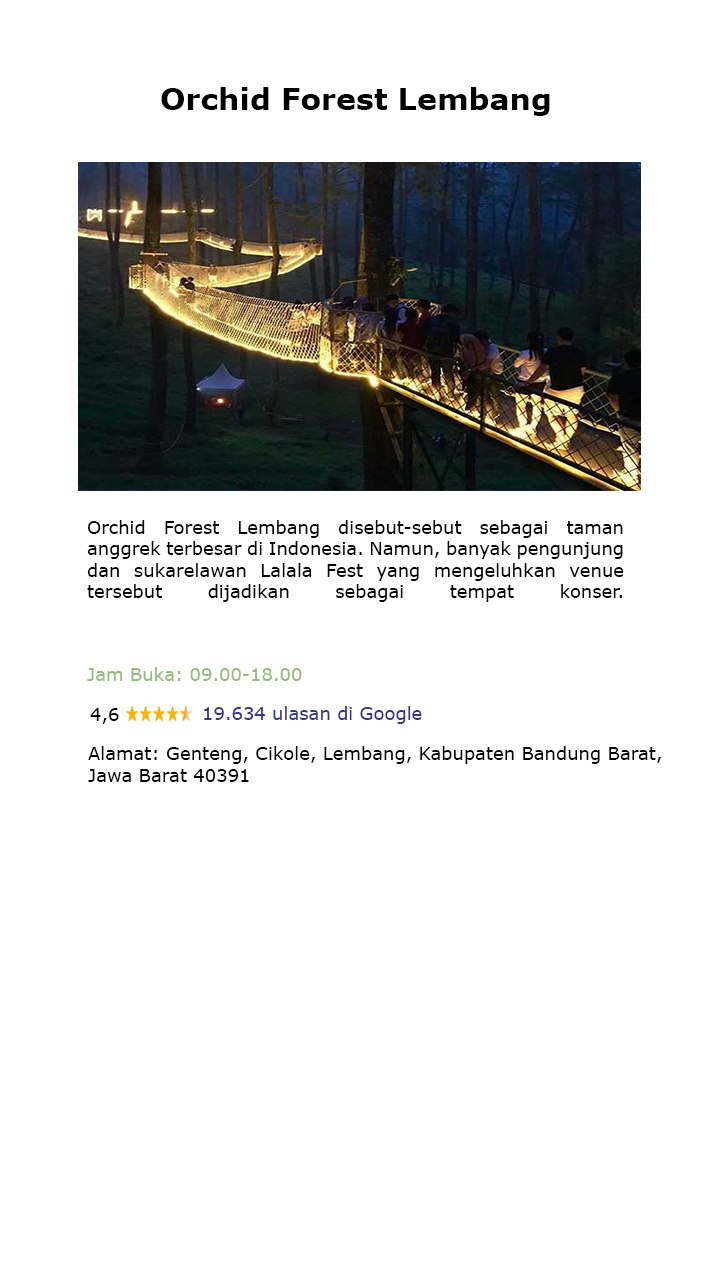 Orchid Forest Lembang
Orchid Forest Lembang disebut-sebut sebagai taman
anggrek terbesar di Indonesia. Namun, banyak pengunjung
dan sukarelawan Lalala Fest yang mengeluhkan venue
tersebut dijadikan sebagai tempat konser.
Jam Buka: 09.00-18.00
4,6 19.634 ulasan di Google
Alamat: Genteng, Cikole, Lembang, Kabupaten Bandung Barat,
Jawa Barat 40391